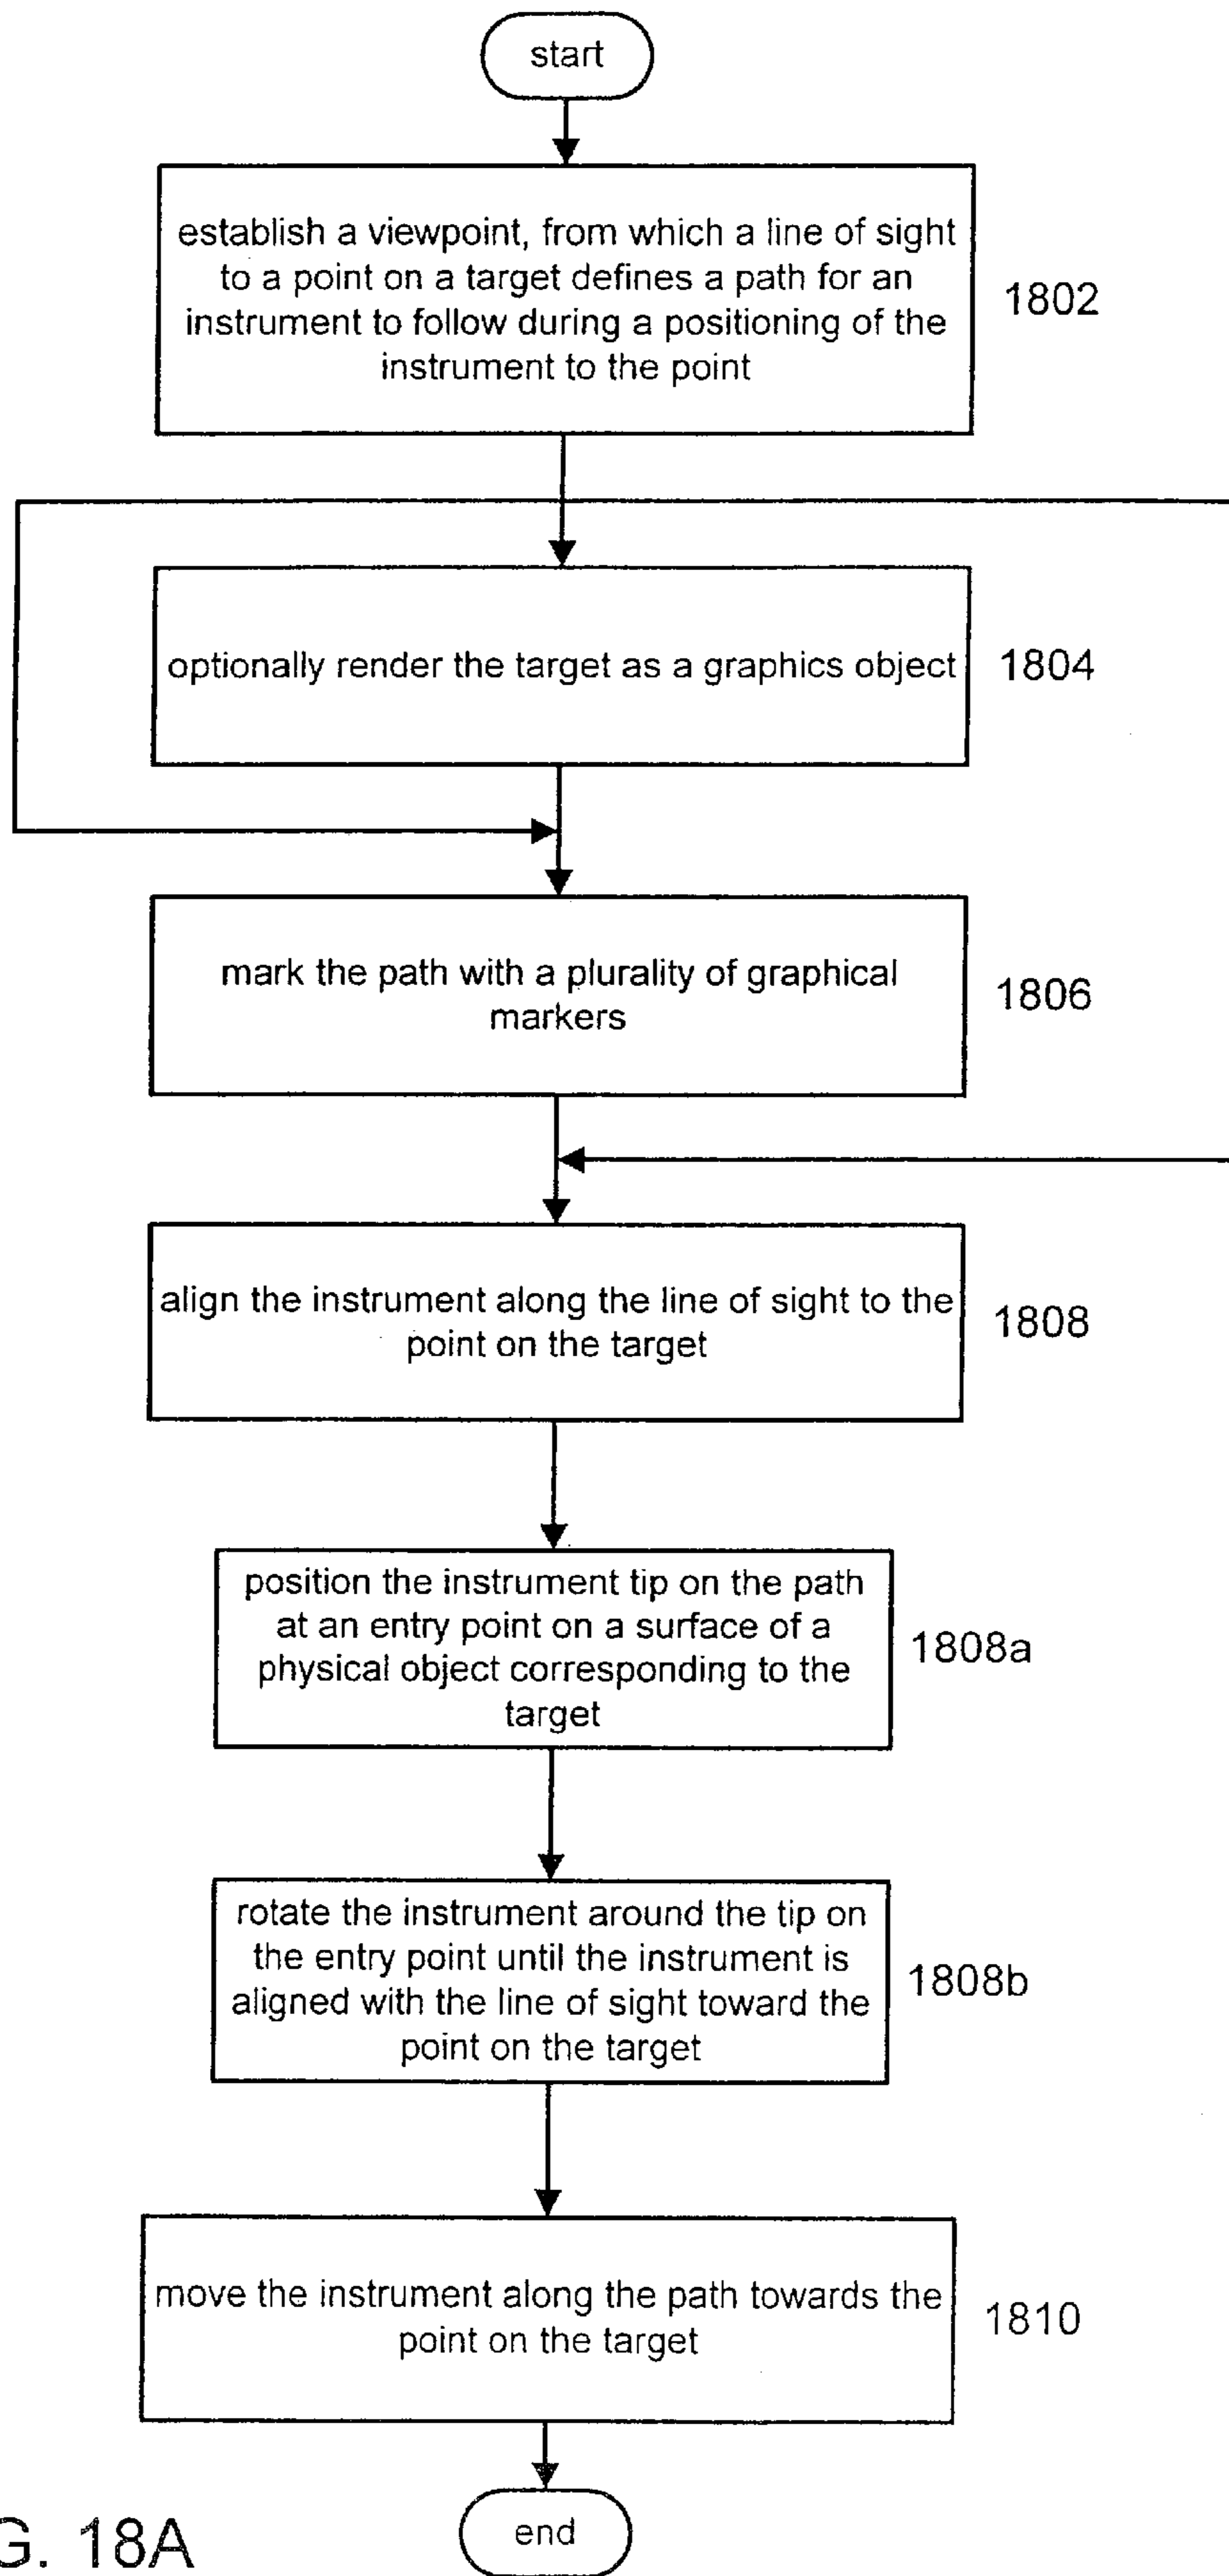 start
establish a viewpoint, from which a line of sight
to a point on a target defines a path for an
instrument to follow during a positioning of the
instrument to the point
1802
optionally render the target as a graphics object
1804
mark the path with a plurality of graphical
markers
1806
align the instrument along the line of sight to the
point on the target
1808
position the instrument tip on the path
at an entry point on a surface of a
physical object corresponding to the
target
1808a
rotate the instrument around the tip on
the entry point until the instrument is
aligned with the line of sight toward the
point on the target
1808b
move the instrument along the path towards the
point on the target
1810
end
G. 18A